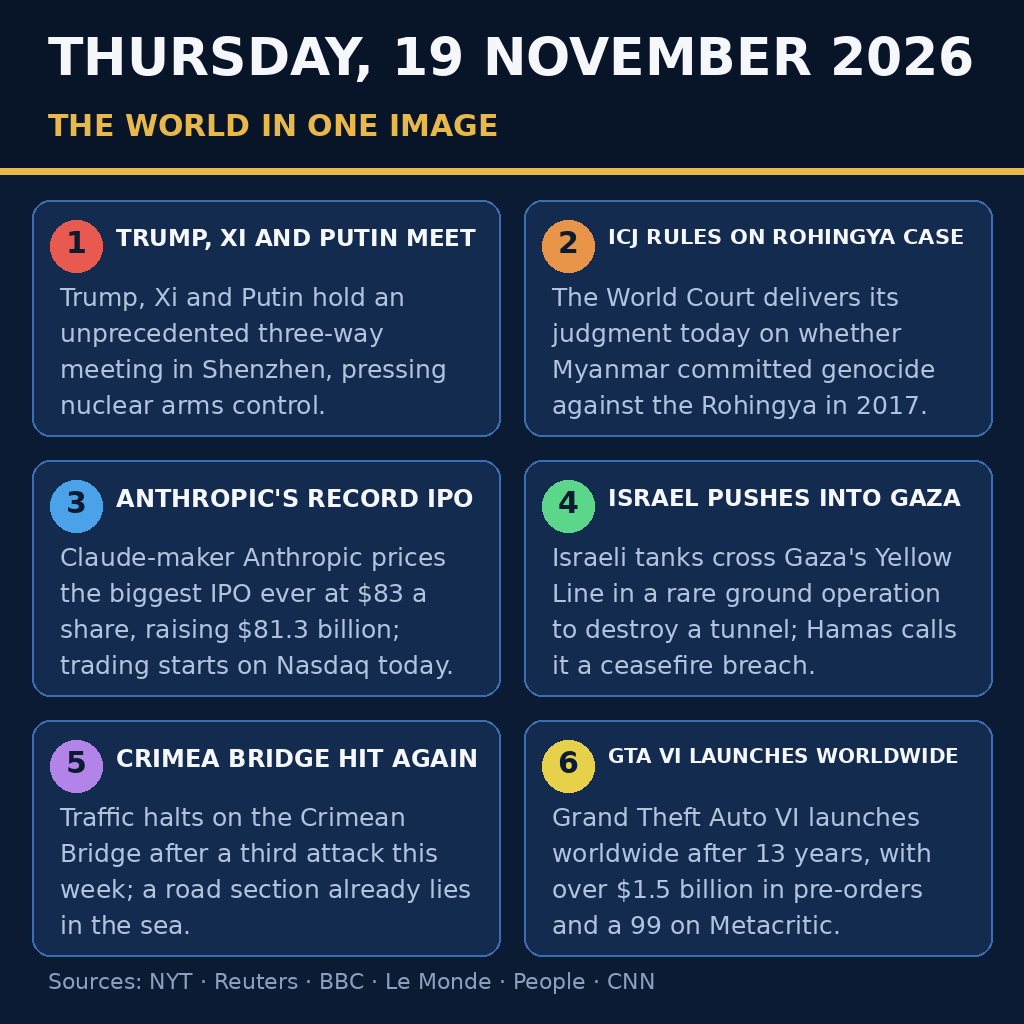 THURSDAY, 19 NOVEMBER 2026
THE WORLD IN ONE IMAGE
1
TRUMP, XI AND PUTIN MEET
Trump, Xi and Putin hold an
unprecedented three-way
meeting in Shenzhen, pressing
nuclear arms control.
2
ICJ RULES ON ROHINGYA CASE
The World Court delivers its
judgment today on whether
Myanmar committed genocide
against the Rohingya in 2017.
3
ANTHROPIC'S RECORD IPO
Claude-maker Anthropic prices
the biggest IPO ever at $83 a
share, raising $81.3 billion;
trading starts on Nasdaq today.
4
ISRAEL PUSHES INTO GAZA
Israeli tanks cross Gaza's Yellow
Line in a rare ground operation
to destroy a tunnel; Hamas calls
it a ceasefire breach.
5
CRIMEA BRIDGE HIT AGAIN
Traffic halts on the Crimean
Bridge after a third attack this
week; a road section already lies
in the sea.
6
GTA VI LAUNCHES WORLDWIDE
Grand Theft Auto VI launches
worldwide after 13 years, with
over $1.5 billion in pre-orders
and a 99 on Metacritic.
Sources: NYT · Reuters · BBC · Le Monde · People · CNN